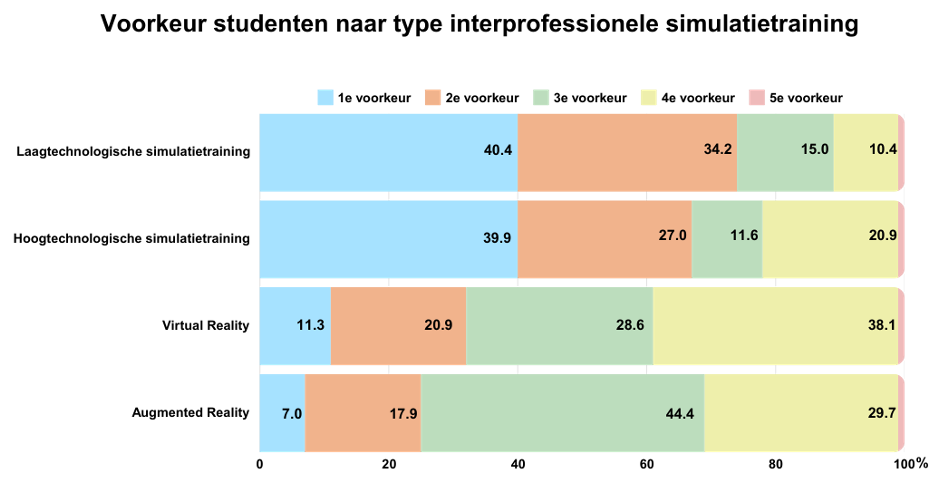 Voorkeur studenten naar type interprofessionele simulatietraining
1e voorkeur 2e voorkeur 3e voorkeur 4e voorkeur 5e voorkeur
Laagtechnologische simulatietraining 40.4 34.2 15.0 10.4
Hoogtechnologische simulatietraining 39.9 27.0 11.6 20.9
Virtual Reality 11.3 20.9 28.6 38.1
Augmented Reality 7.0 17.9 44.4 29.7
0 20 40 60 80 100%